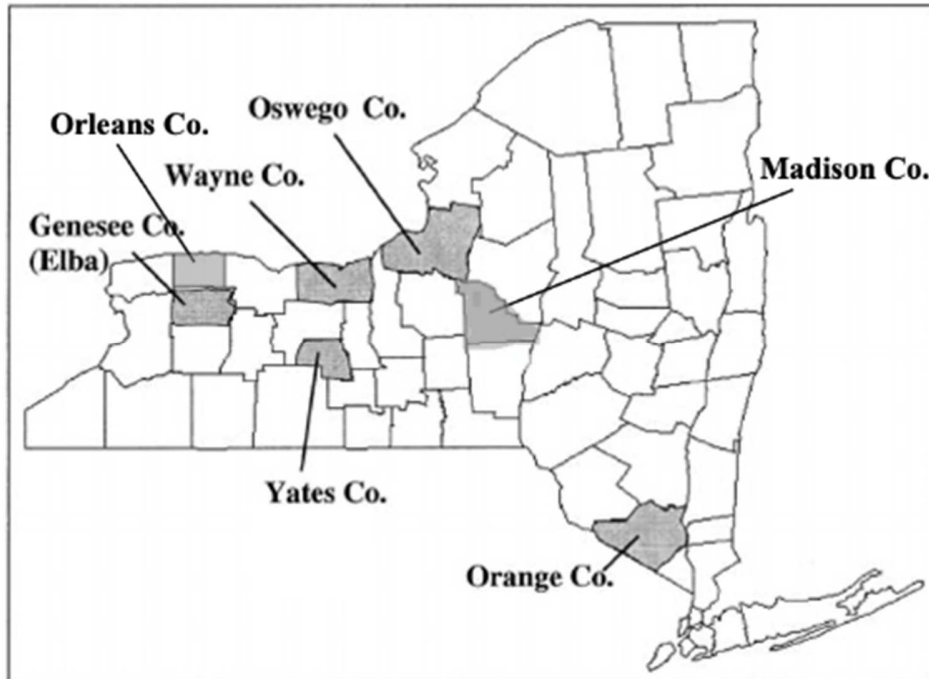 Oswego Co.
Orleans Co.
Wayne Co.
Madison Co.
Genesee Co.
(Elba)
Yates Co.
Orange Co.